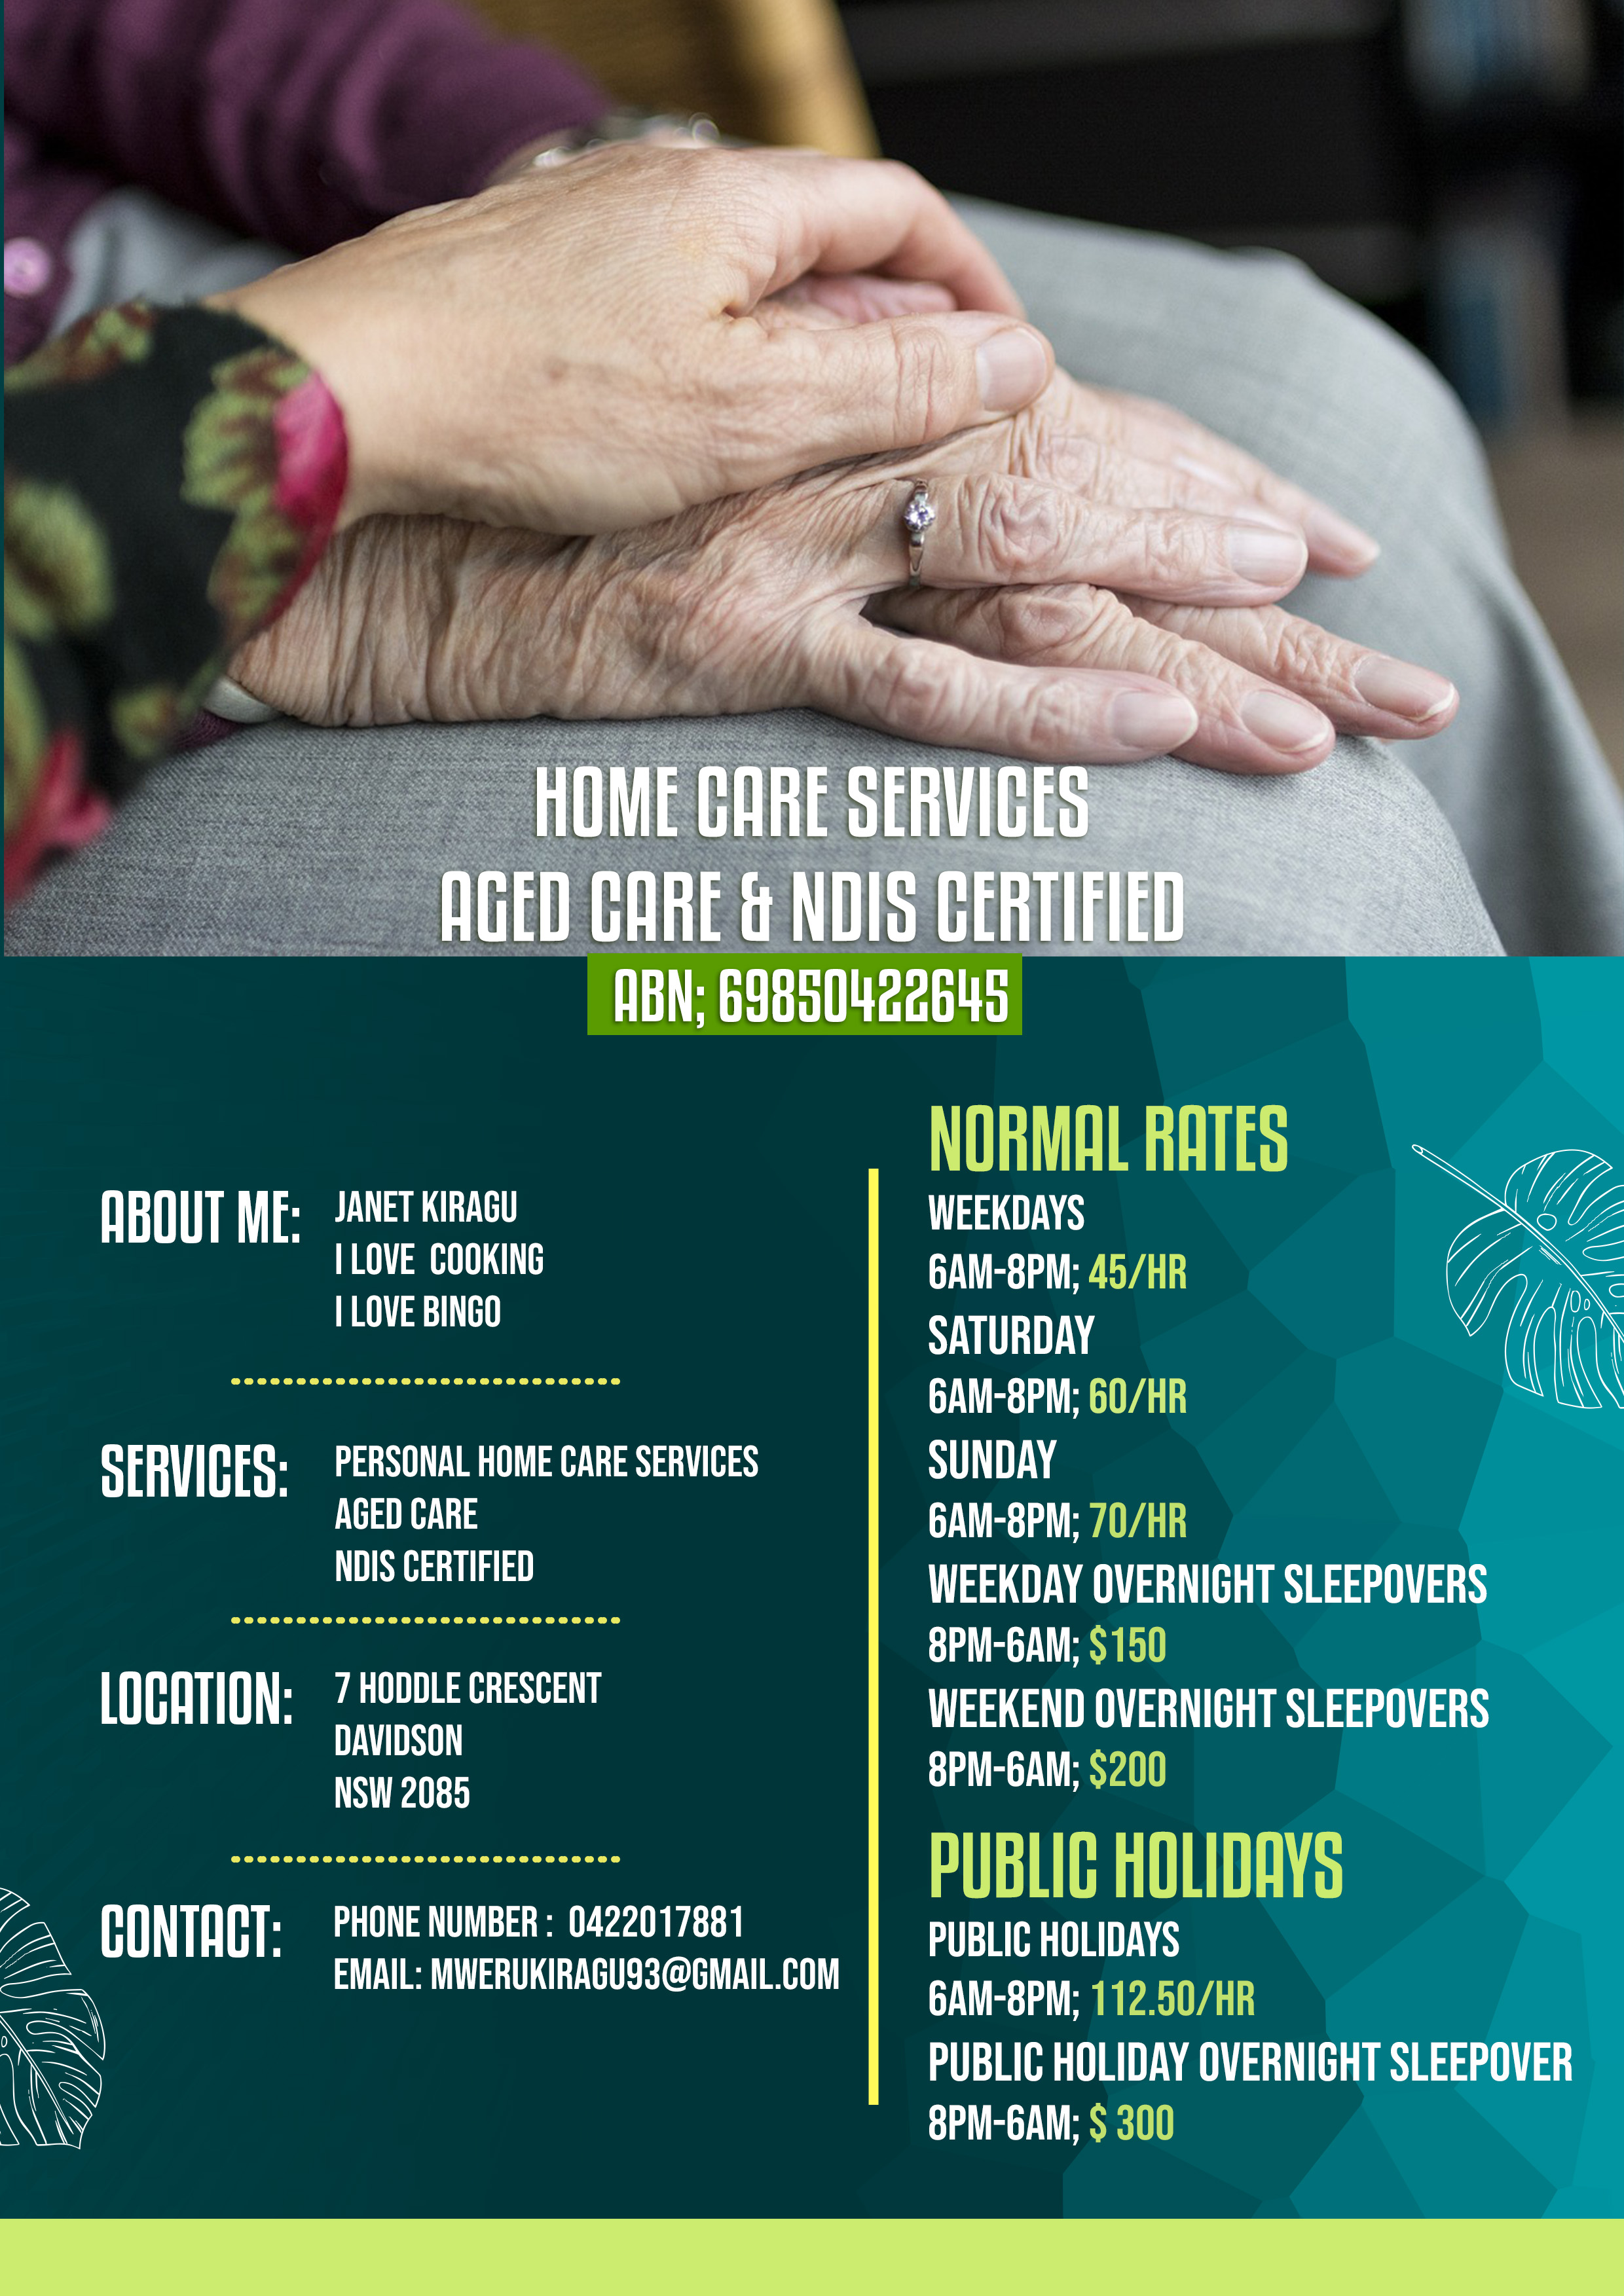 HOME CARE SERVICES
AGED CARE & NDIS CERTIFIED
ABN; 69850422645
ABOUT ME:
JANET KIRAGU
I LOVE  COOKING
I LOVE BINGO
SERVICES:
PERSONAL HOME CARE SERVICES
AGED CARE
NDIS CERTIFIED
LOCATION:
7 HODDLE CRESCENT
DAVIDSON
NSW 2085
CONTACT:
PHONE NUMBER :  0422017881
EMAIL: MWERUKIRAGU93@GMAIL.COM
NORMAL RATES
WEEKDAYS
6AM-8PM; 45/HR
SATURDAY
6AM-8PM; 60/HR
SUNDAY
6AM-8PM; 70/HR
WEEKDAY OVERNIGHT SLEEPOVERS
8PM-6AM; $150
WEEKEND OVERNIGHT SLEEPOVERS
8PM-6AM; $200
PUBLIC HOLIDAYS
PUBLIC HOLIDAYS
6AM-8PM; 112.50/HR
PUBLIC HOLIDAY OVERNIGHT SLEEPOVER
8PM-6AM; $ 300